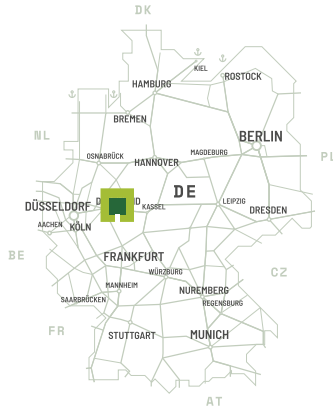 DK
KIEL
ROSTOCK
HAMBURG
BREMEN
NL
BERLIN
MAGDEBURG
OSNABRÜCK
HANNOVER
PL
DE
LEIPZIG
DÜSSELDORF
KASSEL
DRESDEN
AACHEN
KÖLN
BE
FRANKFURT
CZ
WÜRZBURG
MANNHEIM
NUREMBERG
SAARBRÜCKEN
REGENSBURG
FR
STUTTGART
MUNICH
AT